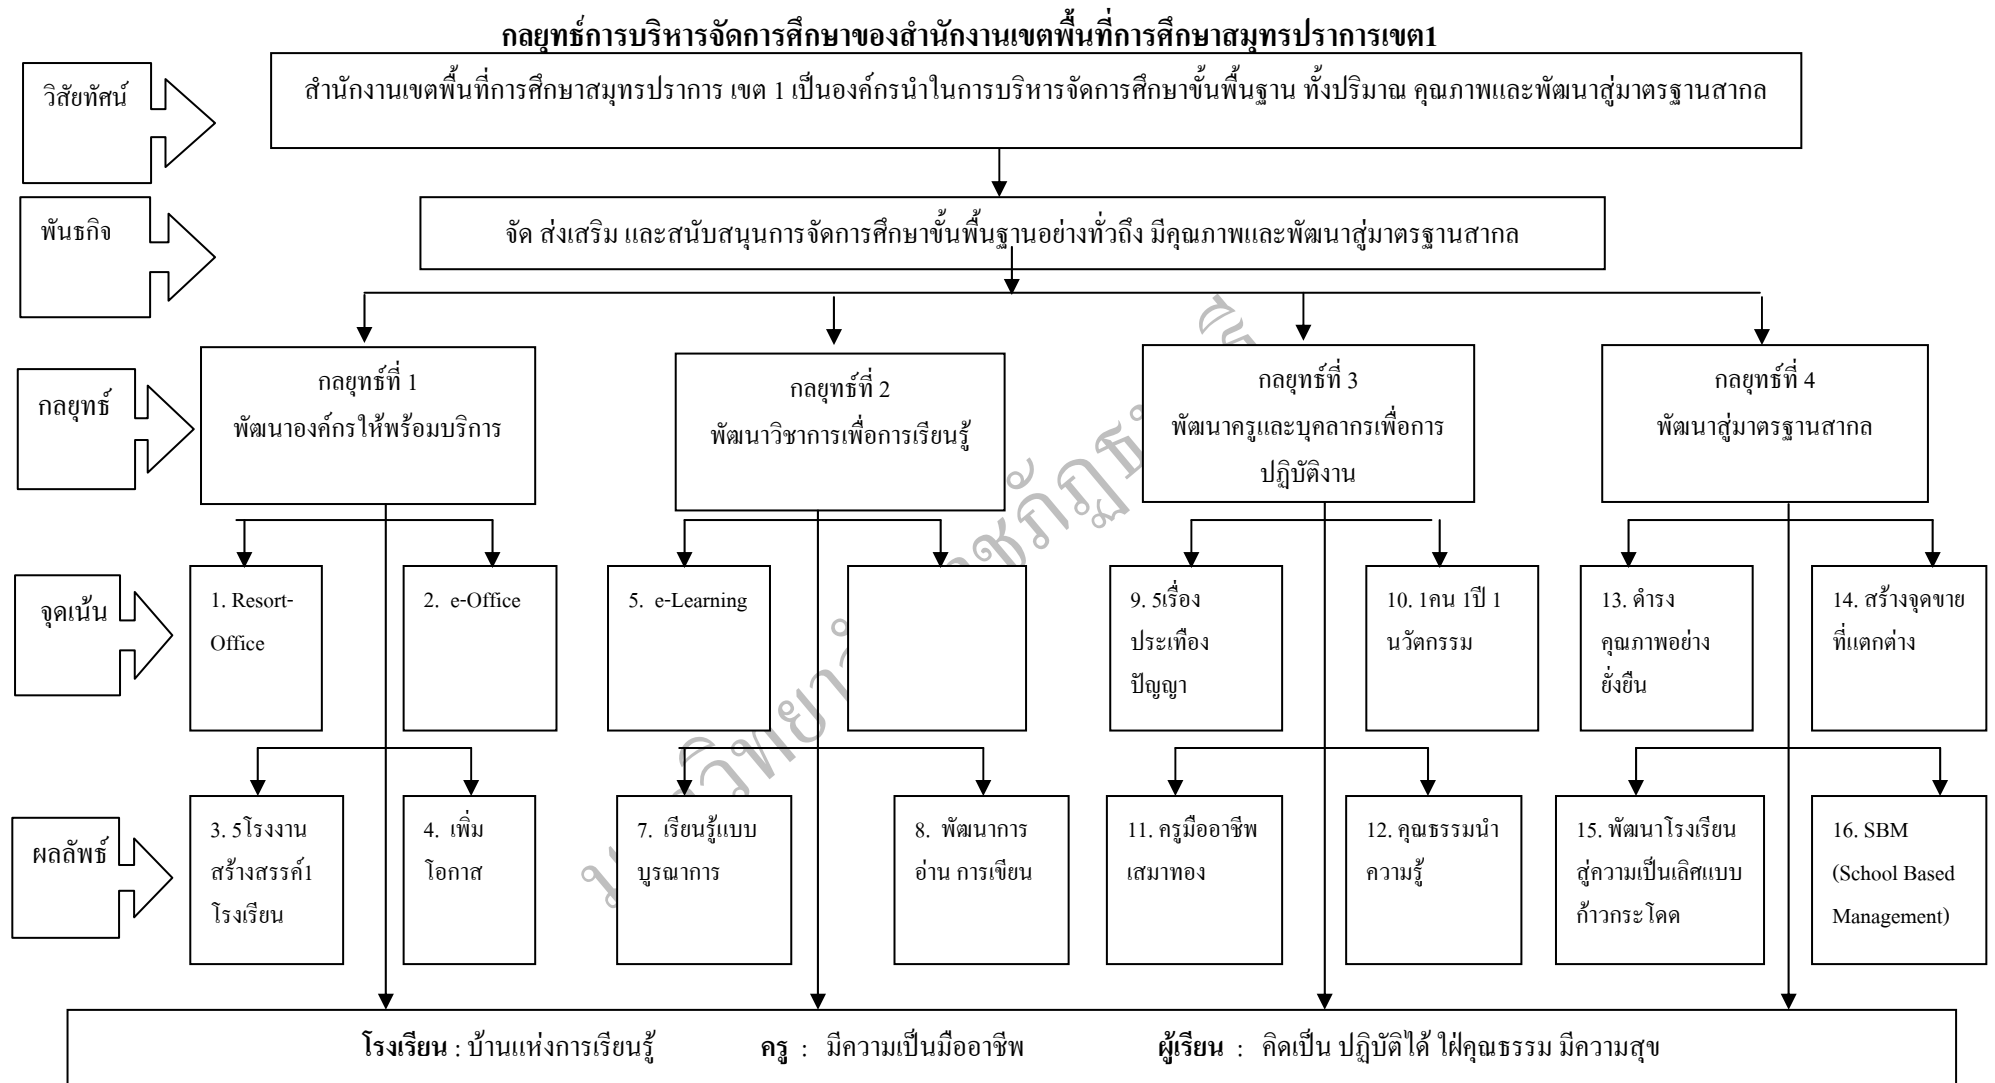 กลยุทธ์การบริหารจัดการศึกษาของสำนักงานเขตพื้นที่การศึกษาสมุทรปราการเขต1
วิสัยทัศน์
สำนักงานเขตพื้นที่การศึกษาสมุทรปราการ เขต 1 เป็นองค์กรนำในการบริหารจัดการศึกษาขั้นพื้นฐาน ทั้งปริมาณ คุณภาพและพัฒนาสู่มาตรฐานสากล
พันธกิจ
จัด ส่งเสริม และสนับสนุนการจัดการศึกษาขั้นพื้นฐานอย่างทั่วถึง มีคุณภาพและพัฒนาสู่มาตรฐานสากล
กลยุทธ์
กลยุทธ์ที่ 1
พัฒนาองค์กรให้พร้อมบริการ
กลยุทธ์ที่ 2
พัฒนาวิชาการเพื่อการเรียนรู้
กลยุทธ์ที่ 3
พัฒนาครูและบุคลากรเพื่อการ
ปฏิบัติงาน
กลยุทธ์ที่ 4
พัฒนาสู่มาตรฐานสากล
จุดเน้น
1. Resort-
Office
2. e-Office
5. e-Learning
9. 5เรื่อง
ประเทือง
ปัญญา
10. 1คน 1ปี 1
นวัตกรรม
13. ดำรง
คุณภาพอย่าง
ยั่งยืน
14. สร้างจุดขาย
ที่แตกต่าง
ผลลัพธ์
3. 5โรงงาน
สร้างสรรค์1
โรงเรียน
4. เพิ่ม
โอกาส
7. เรียนรู้แบบ
บูรณาการ
8. พัฒนาการ
อ่าน การเขียน
11. ครูมืออาชีพ
เสมาทอง
12. คุณธรรมนำ
ความรู้
15. พัฒนาโรงเรียน
สู่ความเป็นเลิศแบบ
ก้าวกระโดด
16. SBM
(School Based
Management)
โรงเรียน : บ้านแห่งการเรียนรู้ ครู : มีความเป็นมืออาชีพ ผู้เรียน : คิดเป็น ปฏิบัติได้ ใฝ่คุณธรรม มีความสุข